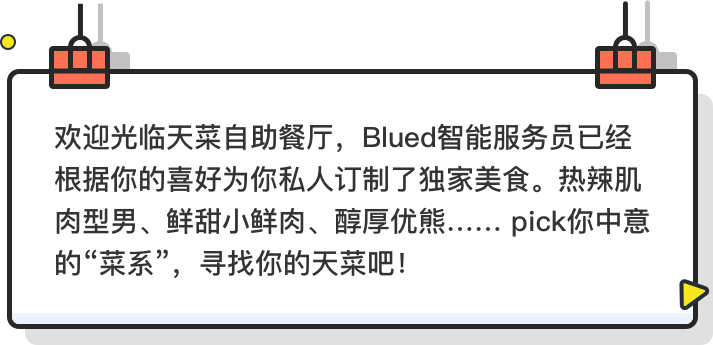 欢迎光临天菜自助餐厅，Blued智能服务员已经
根据你的喜好为你私人订制了独家美食。热辣肌
肉型男、鲜甜小鲜肉、醇厚优熊…… pick你中意
的“菜系”，寻找你的天菜吧！